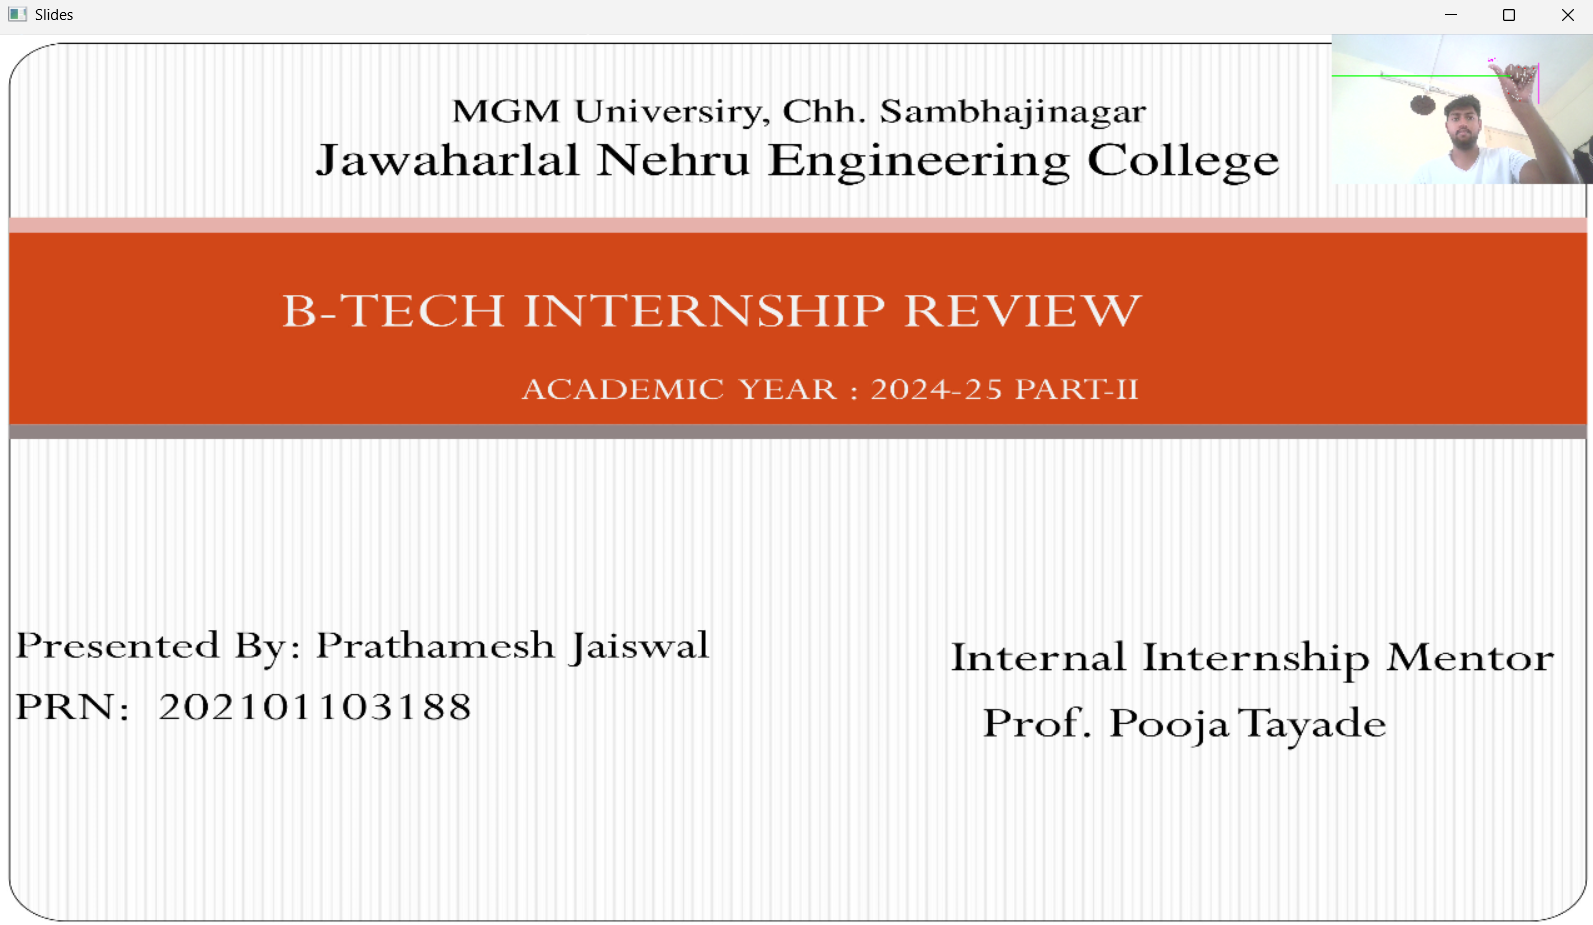 Slides
MGM Universiry, Chh. Sambhajinagar
Jawaharlal Nehru Engineering College
B-TECH INTERNSHIP REVIEW
ACADEMIC YEAR : 2024-25 PART-II
Presented By: Prathamesh Jaiswal
PRN: 202101103188
Internal Internship Mentor
Prof. Pooja Tayade